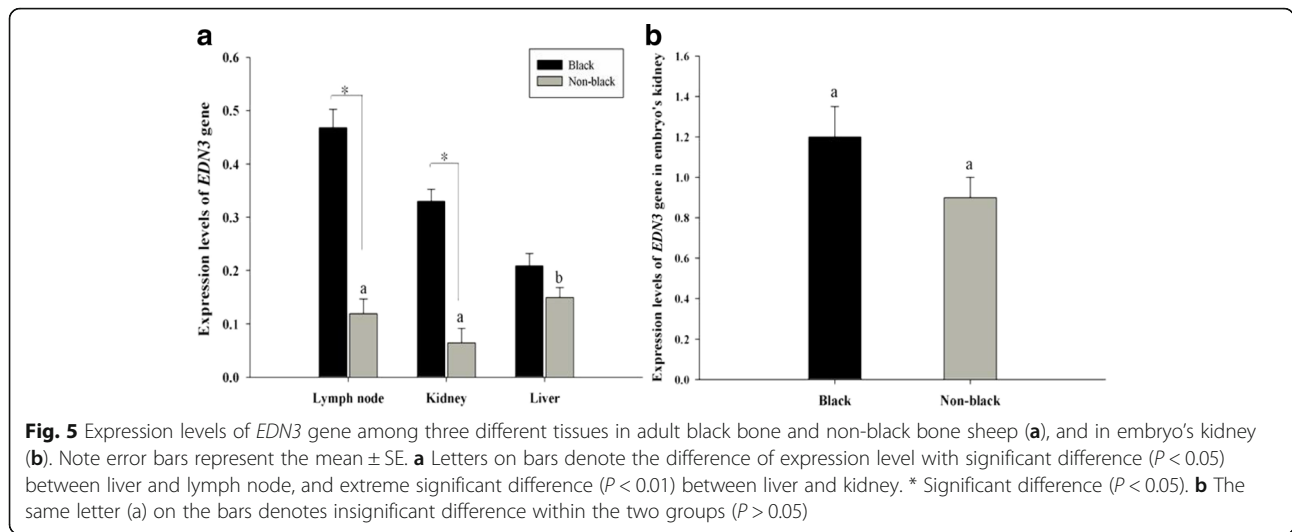 a
Expression levels of EDN3 gene
0.6
0.5
0.4
0.3
0.2
0.1
0.0
Black
Non-black
*
*
a
a
b
Lymph node Kidney Liver
b
Expression levels of EDN3 gene in embryo's kidney
1.6
1.4
1.2
1.0
0.8
0.6
0.4
0.2
0.0
a
a
Black Non-black
Fig. 5 Expression levels of EDN3 gene among three different tissues in adult black bone and non-black bone sheep (a), and in embryo's kidney
(b). Note error bars represent the mean ± SE. a Letters on bars denote the difference of expression level with significant difference (P < 0.05)
between liver and lymph node, and extreme significant difference (P < 0.01) between liver and kidney. * Significant difference (P < 0.05). b The
same letter (a) on the bars denotes insignificant difference within the two groups (P > 0.05)